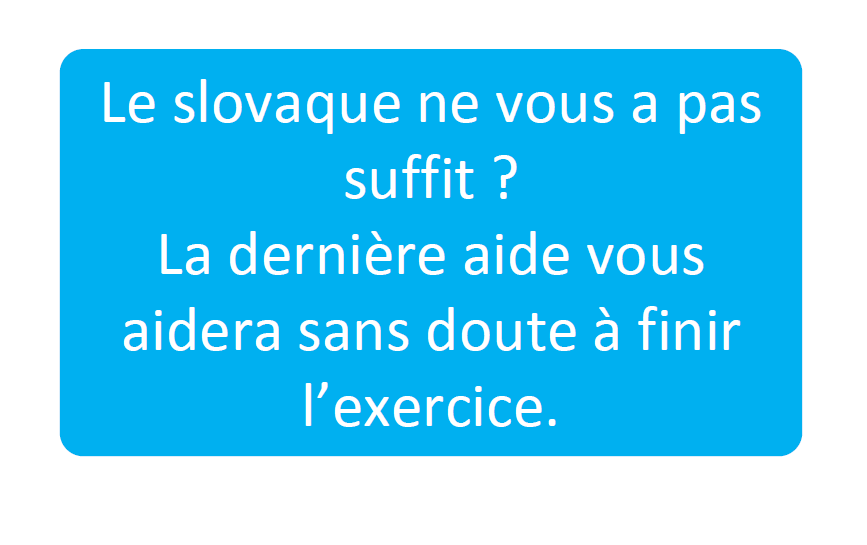 Le slovaque ne vous a pas
suffit ?
La dernière aide vous
aidera sans doute à finir
l’exercice.